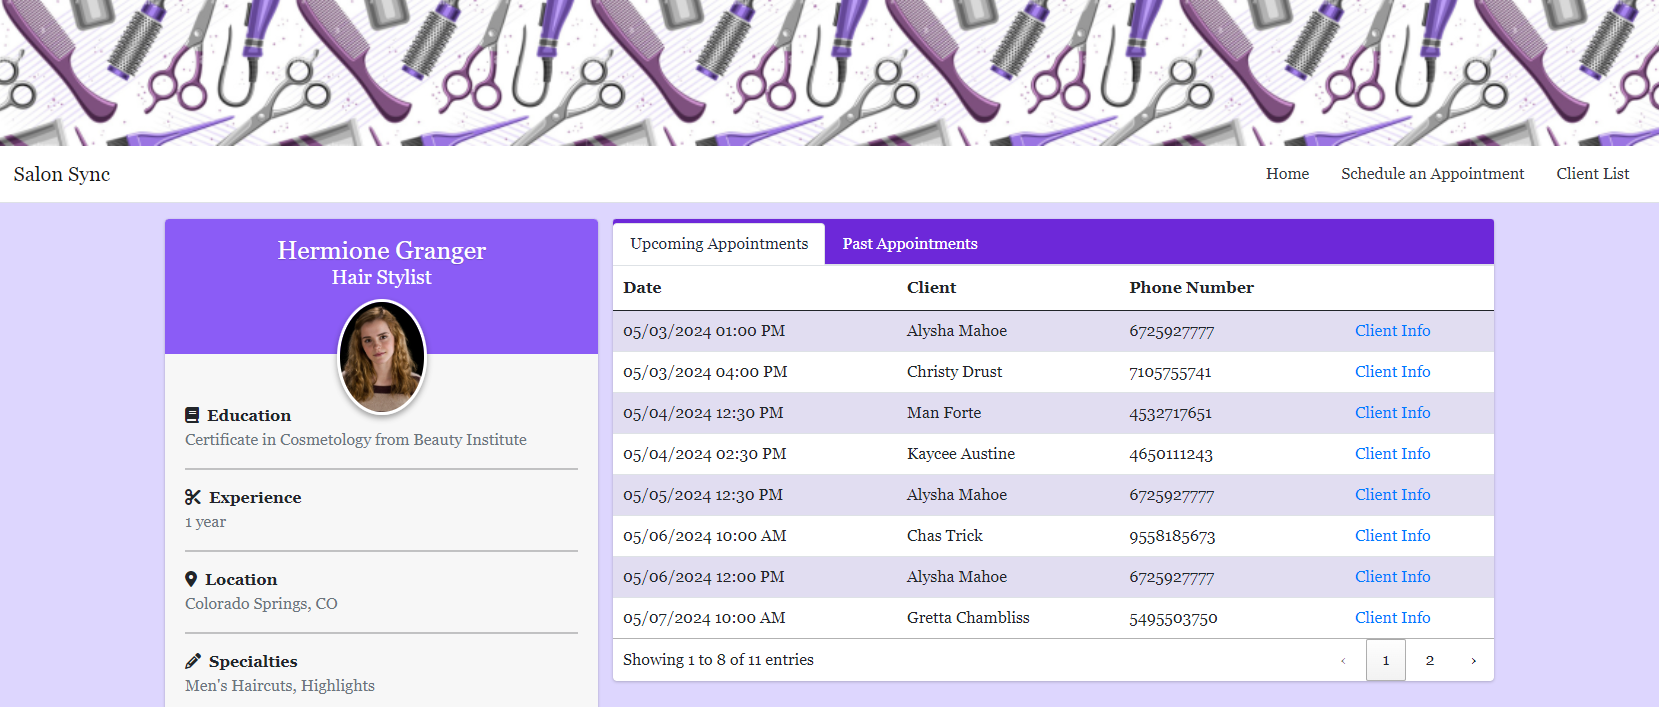 Salon Sync
Home Schedule an Appointment Client List
Hermione Granger
Hair Stylist
Education
Certificate in Cosmetology from Beauty Institute
Experience
1 year
Location
Colorado Springs, CO
Specialties
Men's Haircuts, Highlights
Upcoming Appointments Past Appointments
Date Client Phone Number
05/03/2024 01:00 PM Alysha Mahoe 6725927777 Client Info
05/03/2024 04:00 PM Christy Drust 7105755741 Client Info
05/04/2024 12:30 PM Man Forte 4532717651 Client Info
05/04/2024 02:30 PM Kaycee Austine 4650111243 Client Info
05/05/2024 12:30 PM Alysha Mahoe 6725927777 Client Info
05/06/2024 10:00 AM Chas Trick 9558185673 Client Info
05/06/2024 12:00 PM Alysha Mahoe 6725927777 Client Info
05/07/2024 10:00 AM Gretta Chambliss 5495503750 Client Info
Showing 1 to 8 of 11 entries ‹ 1 2 ›